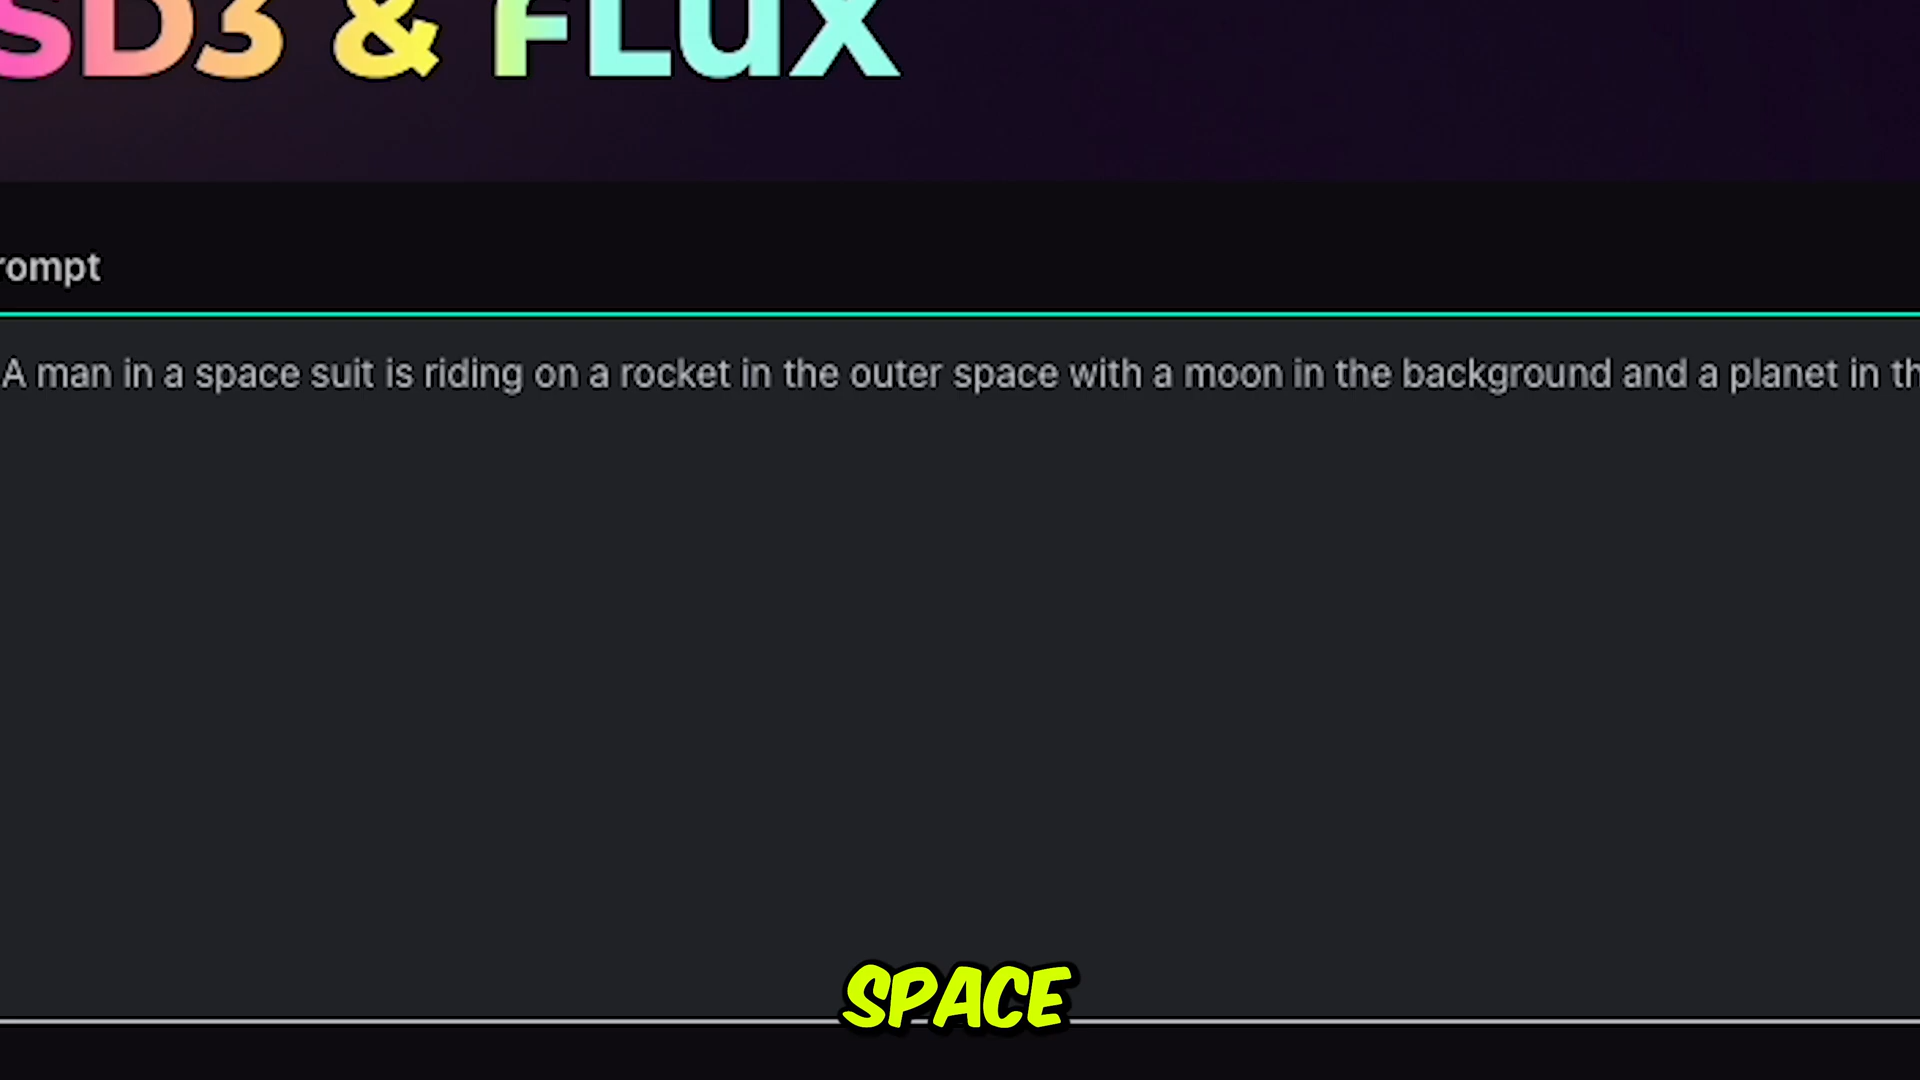 SD3 & FLUX
rompt
A man in a space suit is riding on a rocket in the outer space with a moon in the background and a planet in th
SPACE